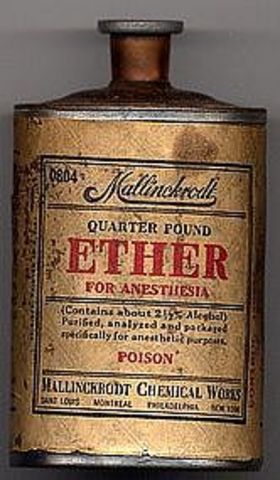 0804 Mallinckrodt
QUARTER POUND
ETHER
FOR ANESTHESIA
(Contains about 2½% Alcohol)
Purified, analyzed and packaged
specifically for anesthetic purposes.
POISON
MALLINCKRODT CHEMICAL WORKS
SAINT LOUIS MONTREAL PHILADELPHIA NEW YORK